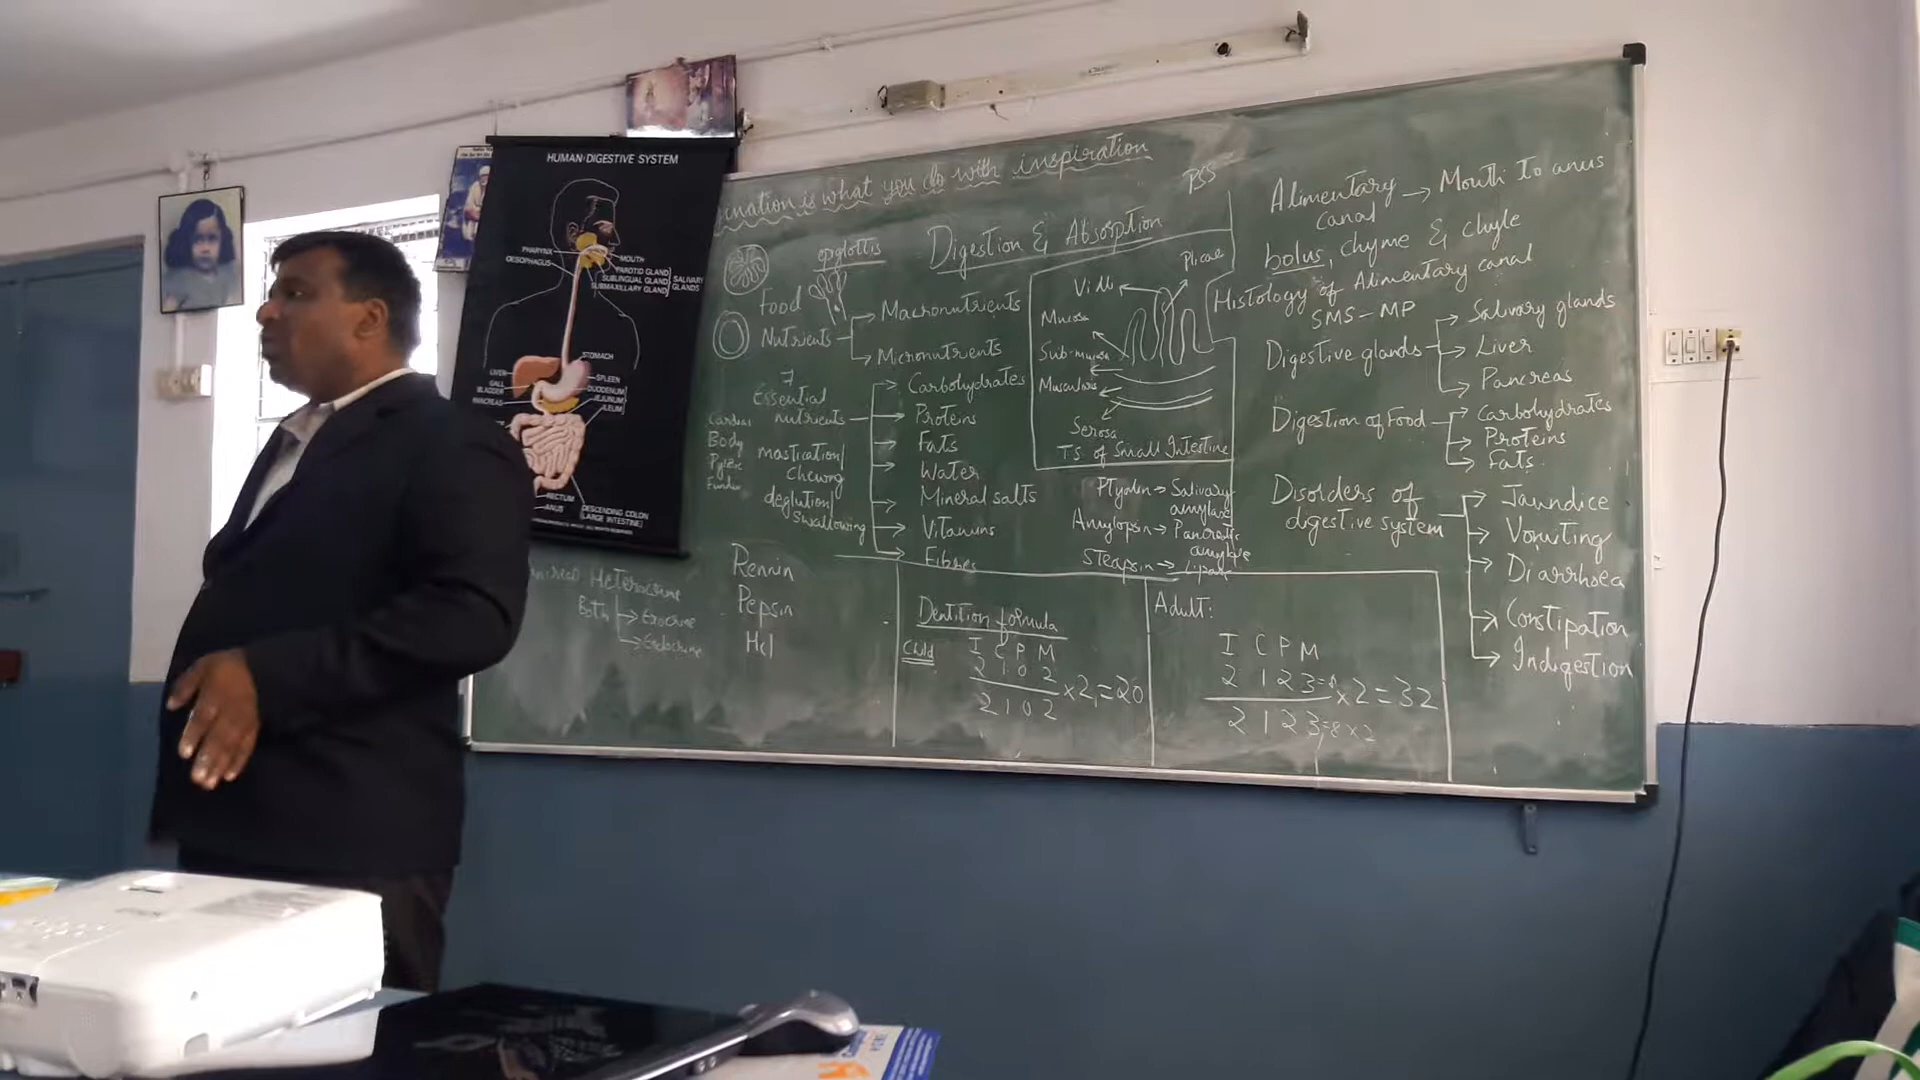 HUMAN DIGESTIVE SYSTEM
PHARYNX
OESOPHAGUS
MOUTH
PAROTID GLAND
SUBLINGUAL GLAND
SUBMAXILLARY GLAND
SALIVARY
GLANDS
STOMACH
LIVER
GALL
BLADDER
PANCREAS
SPLEEN
DUODENUM
JEJUNUM
ILEUM
RECTUM
ANUS
DESCENDING COLON
(LARGE INTESTINE)
is what you do with inspiration
PSS
Digestion & Absorption
epiglottis
Food
Nutrients
Macronutrients
Micronutrients
7
Essential
nutrients
Carbohydrates
Proteins
Fats
Water
Mineral salts
Vitamins
Fibres
Cardiac
Body
mastication/
Chewing
deglution/
Swallowing
Rennin
Pepsin
Hcl
Heterocrine
Both
Exocrine
Endocrine
Villi
Plicae
Mucosa
Sub-mucosa
Muscularis
Serosa
T.S. of Small Intestine
Ptyalin → Salivary
amylase
Amylopsin → Pancreatic
amylase
Steapsin → Lipase
Dentition formula
Child
I C P M
2 1 0 2
2 1 0 2
×2 = 20
Adult:
I C P M
2 1 2 3 = 8
2 1 2 3 = 8 × 2
×2 = 32
Alimentary → Mouth to anus
canal
bolus, chyme & chyle
Histology of Alimentary canal
SMS - MP
Digestive glands
Salivary glands
Liver
Pancreas
Digestion of Food
Carbohydrates
Proteins
Fats
Disorders of
digestive system
Jaundice
Vomiting
Diarrhoea
Constipation
Indigestion